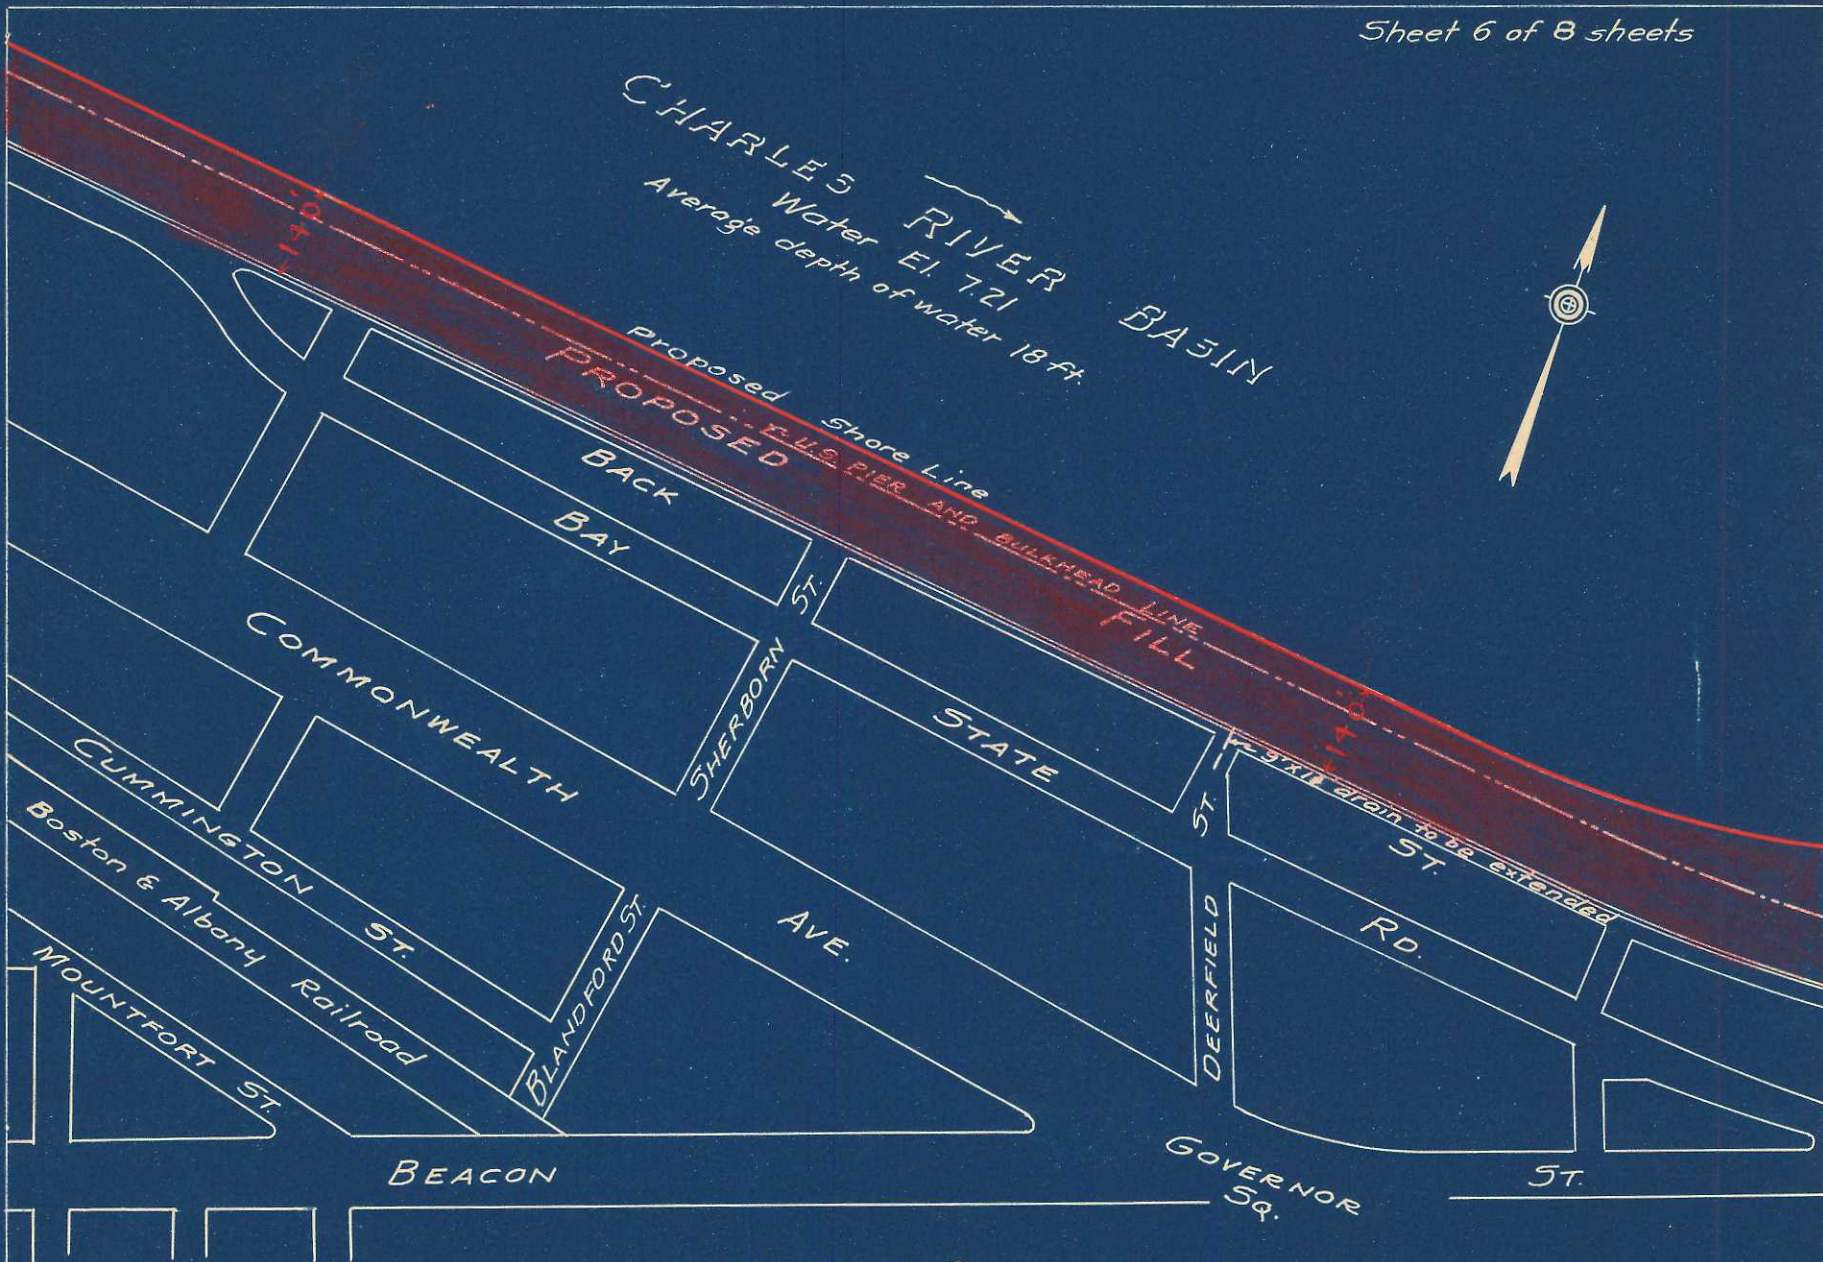 Sheet 6 of 8 sheets
CHARLES RIVER BASIN
Water El. 7.21
Average depth of water 18 ft.
Proposed Shore Line
U.S. PIER AND BULKHEAD LINE
PROPOSED FILL
140'
140'
drain to be extended
BACK ST.
BAY STATE RD.
COMMONWEALTH AVE.
SHERBORN ST.
DEERFIELD ST.
CUMMINGTON ST.
BLANDFORD ST.
Boston & Albany Railroad
MOUNTFORT ST.
BEACON ST.
GOVERNOR
SQ.